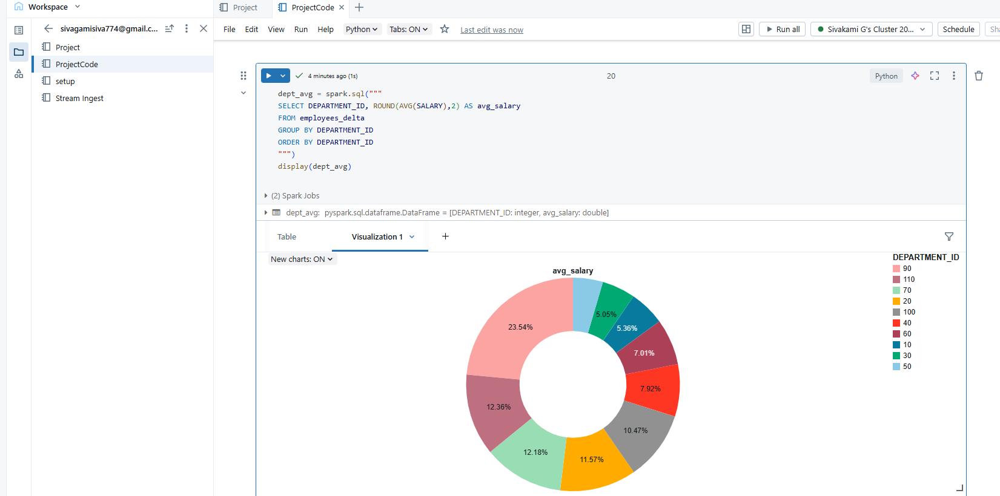 Workspace
Project
ProjectCode
sivagamisiva774@gmail.c...
File Edit View Run Help Python Tabs: ON Last edit was now
Run all
Sivakami G's Cluster 20...
Schedule
Sha
Project
ProjectCode
setup
Stream Ingest
4 minutes ago (1s)
20
Python
dept_avg = spark.sql("""
SELECT DEPARTMENT_ID, ROUND(AVG(SALARY),2) AS avg_salary
FROM employees_delta
GROUP BY DEPARTMENT_ID
ORDER BY DEPARTMENT_ID
""")
display(dept_avg)
(2) Spark Jobs
dept_avg: pyspark.sql.dataframe.DataFrame = [DEPARTMENT_ID: integer, avg_salary: double]
Table
Visualization 1
+
New charts: ON
avg_salary
5.05%
5.36%
7.01%
7.92%
10.47%
11.57%
12.18%
12.36%
23.54%
DEPARTMENT_ID
90
110
70
20
100
40
60
10
30
50